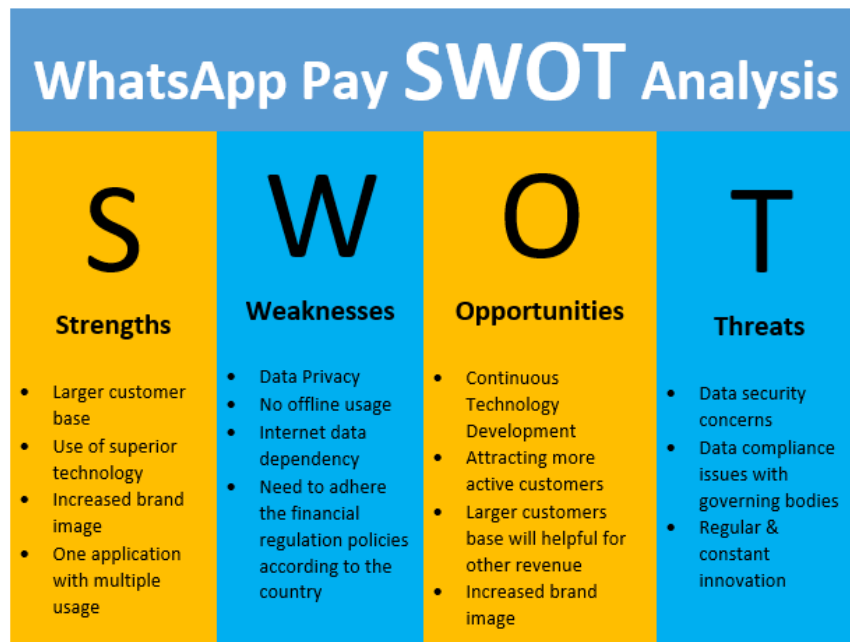 WhatsApp Pay SWOT Analysis
S
Strengths
• Larger customer
base
• Use of superior
technology
• Increased brand
image
• One application
with multiple
usage
W
Weaknesses
• Data Privacy
• No offline usage
• Internet data
dependency
• Need to adhere
the financial
regulation policies
according to the
country
O
Opportunities
• Continuous
Technology
Development
• Attracting more
active customers
• Larger customers
base will helpful for
other revenue
• Increased brand
image
T
Threats
• Data security
concerns
• Data compliance
issues with
governing bodies
• Regular &
constant
innovation